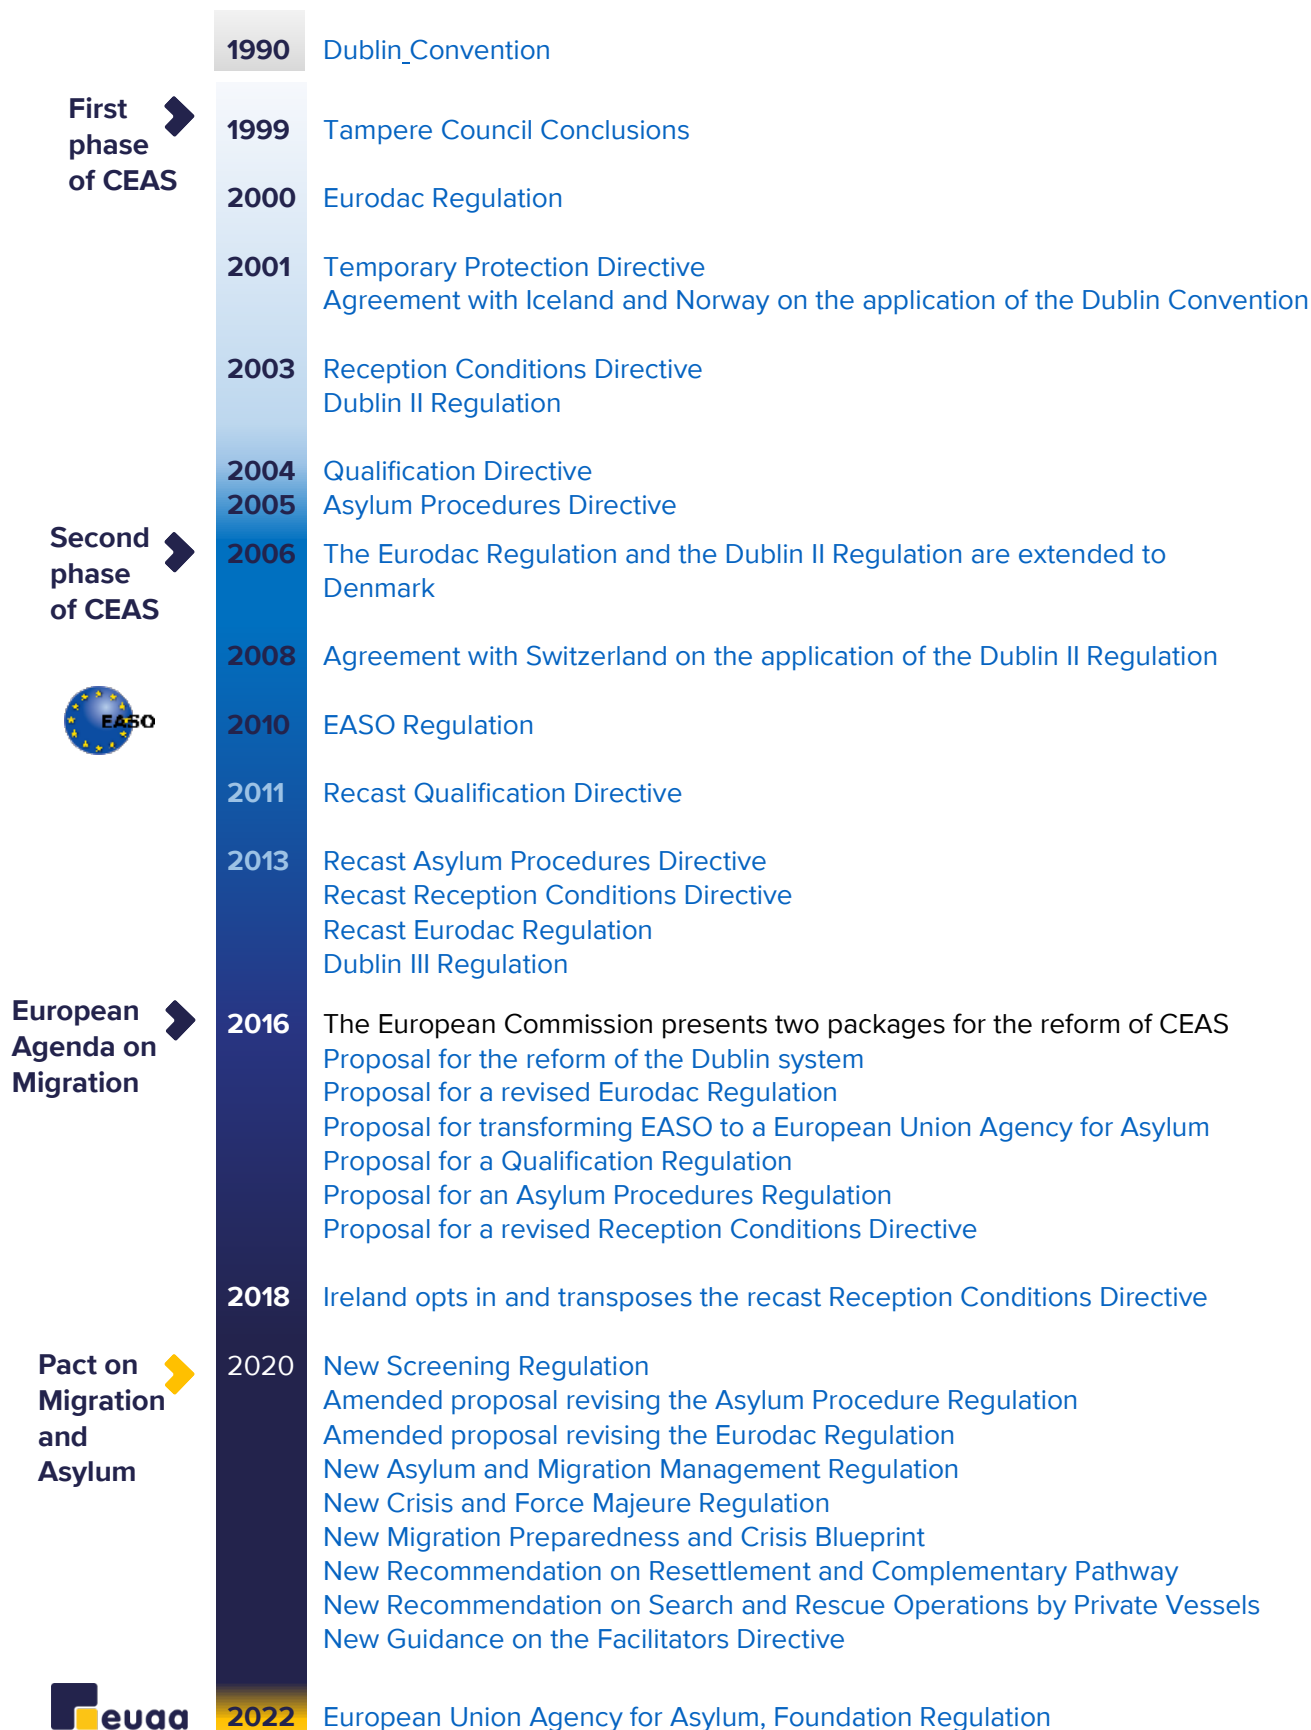 1990 Dublin Convention
First
phase
of CEAS
1999 Tampere Council Conclusions
2000 Eurodac Regulation
2001 Temporary Protection Directive
Agreement with Iceland and Norway on the application of the Dublin Convention
2003 Reception Conditions Directive
Dublin II Regulation
2004 Qualification Directive
2005 Asylum Procedures Directive
Second
phase
of CEAS
2006 The Eurodac Regulation and the Dublin II Regulation are extended to
Denmark
2008 Agreement with Switzerland on the application of the Dublin II Regulation
EASO
2010 EASO Regulation
2011 Recast Qualification Directive
2013 Recast Asylum Procedures Directive
Recast Reception Conditions Directive
Recast Eurodac Regulation
Dublin III Regulation
European
Agenda on
Migration
2016 The European Commission presents two packages for the reform of CEAS
Proposal for the reform of the Dublin system
Proposal for a revised Eurodac Regulation
Proposal for transforming EASO to a European Union Agency for Asylum
Proposal for a Qualification Regulation
Proposal for an Asylum Procedures Regulation
Proposal for a revised Reception Conditions Directive
2018 Ireland opts in and transposes the recast Reception Conditions Directive
Pact on
Migration
and
Asylum
2020 New Screening Regulation
Amended proposal revising the Asylum Procedure Regulation
Amended proposal revising the Eurodac Regulation
New Asylum and Migration Management Regulation
New Crisis and Force Majeure Regulation
New Migration Preparedness and Crisis Blueprint
New Recommendation on Resettlement and Complementary Pathway
New Recommendation on Search and Rescue Operations by Private Vessels
New Guidance on the Facilitators Directive
euaa
2022 European Union Agency for Asylum, Foundation Regulation